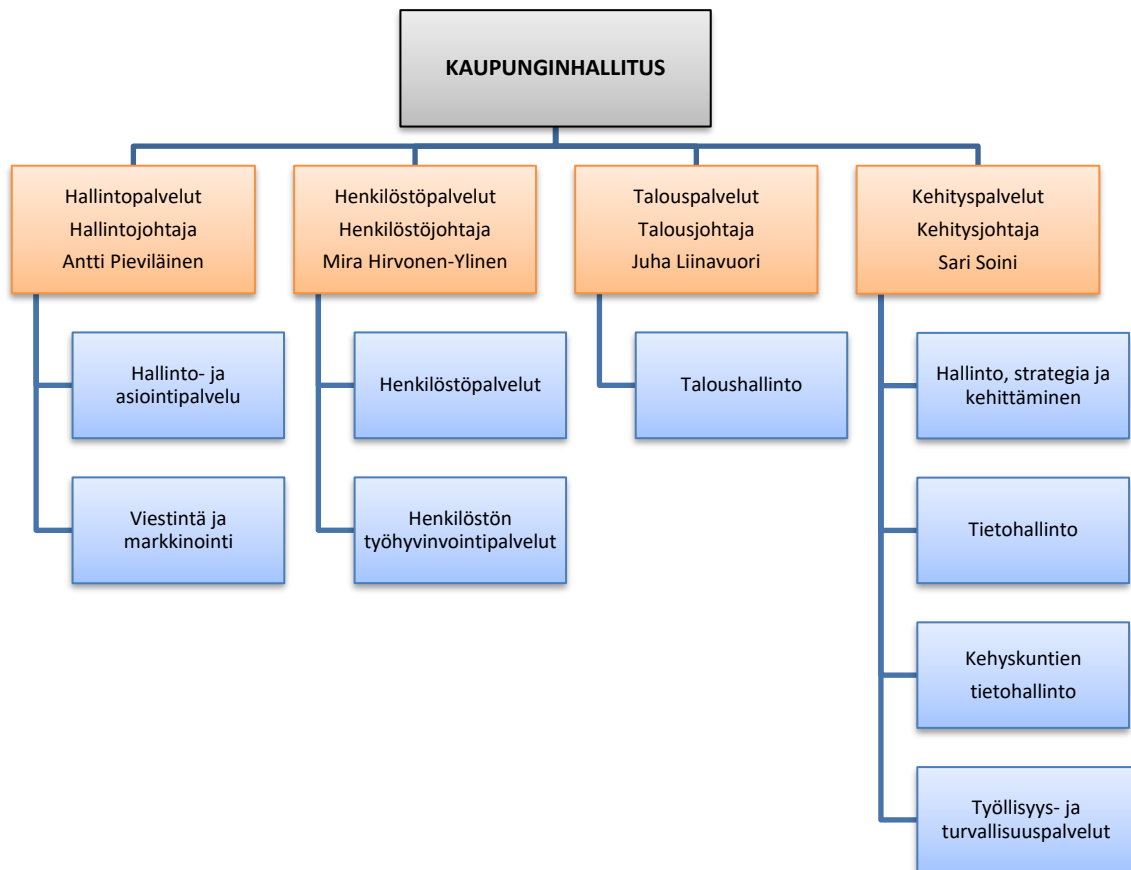 KAUPUNGINHALLITUS
Hallintopalvelut
Hallintojohtaja
Antti Pieviläinen
Hallinto- ja
asiointipalvelu
Viestintä ja
markkinointi
Henkilöstöpalvelut
Henkilöstöjohtaja
Mira Hirvonen-Ylinen
Henkilöstöpalvelut
Henkilöstön
työhyvinvointipalvelut
Talouspalvelut
Talousjohtaja
Juha Liinavuori
Taloushallinto
Kehityspalvelut
Kehitysjohtaja
Sari Soini
Hallinto, strategia ja
kehittäminen
Tietohallinto
Kehyskuntien
tietohallinto
Työllisyys- ja
turvallisuuspalvelut